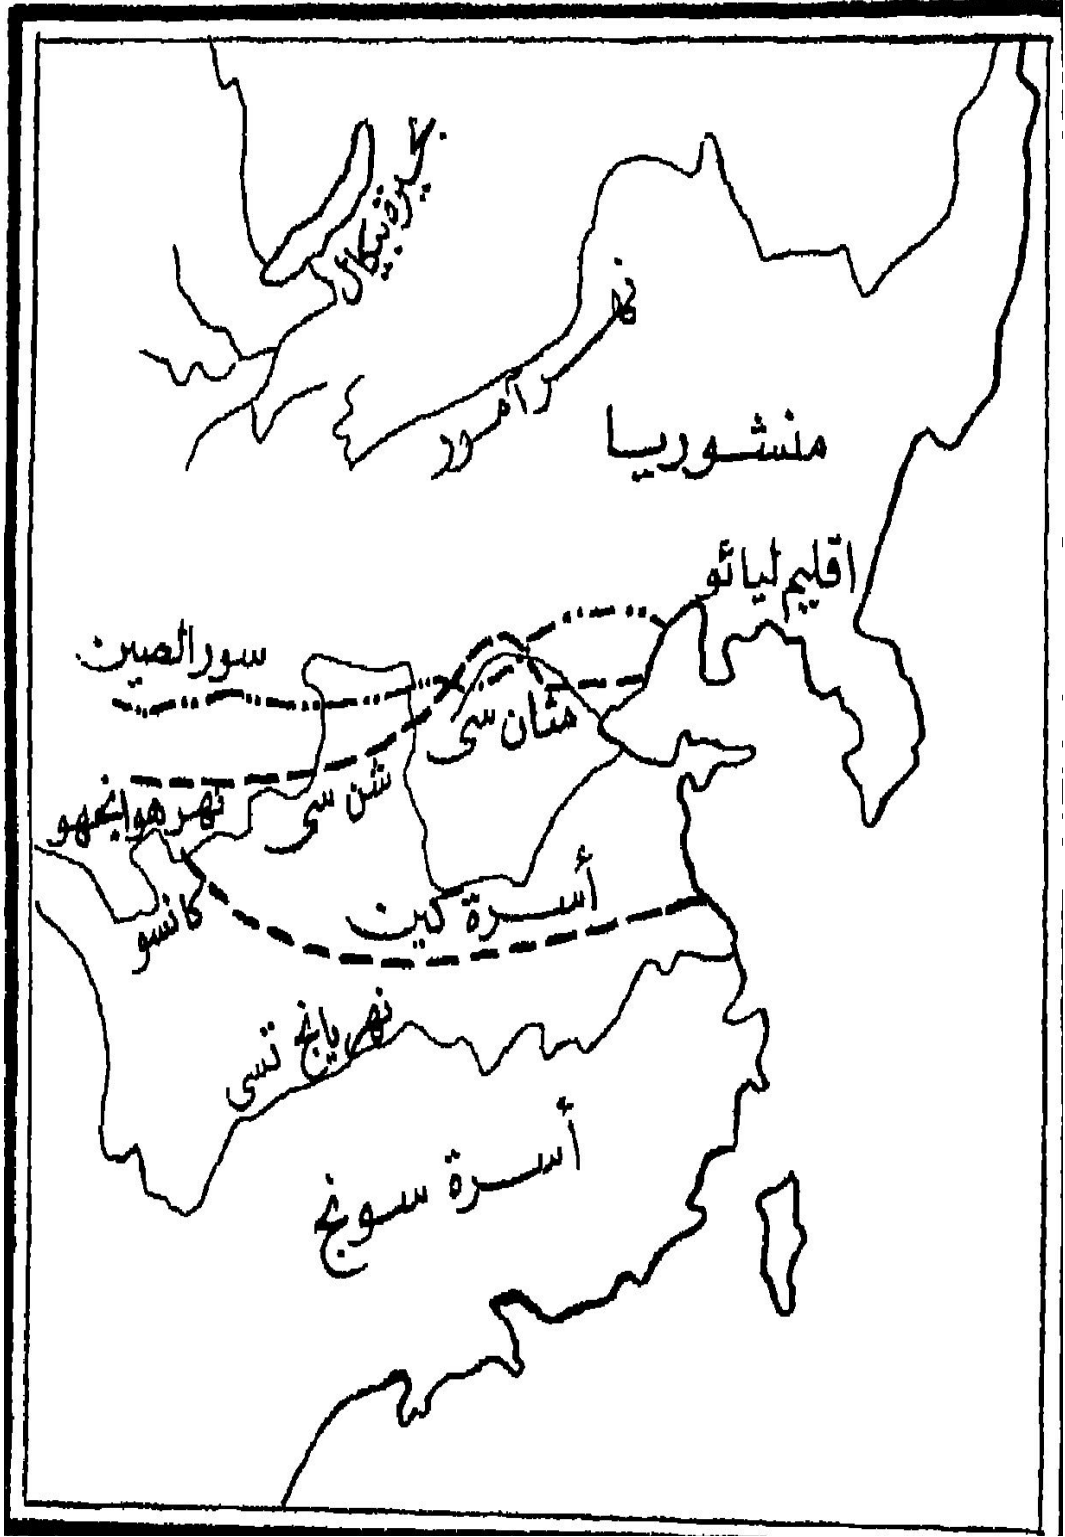 بحيرة بيكال
نهر آمور
منشوريا
اقليم ليائو
سور الصين
شان سى
شن سى
نهر هوانجهو
كانسو
أسرة كين
نهر يانج تسى
أسرة سونج